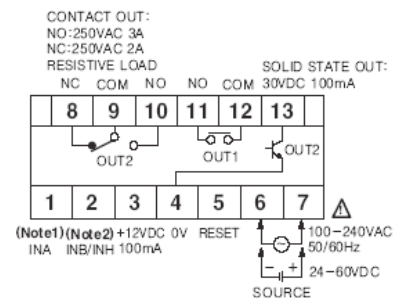 CONTACT OUT:
NO:250VAC 3A
NC:250VAC 2A
RESISTIVE LOAD
SOLID STATE OUT:
30VDC 100mA
NC COM NO NO COM
8 9 10 11 12 13
OUT2 OUT1 OUT2
1 2 3 4 5 6 7
(Note1) (Note2) +12VDC 0V RESET
INA INB/INH 100mA
100-240VAC
50/60Hz
24-60VDC
SOURCE